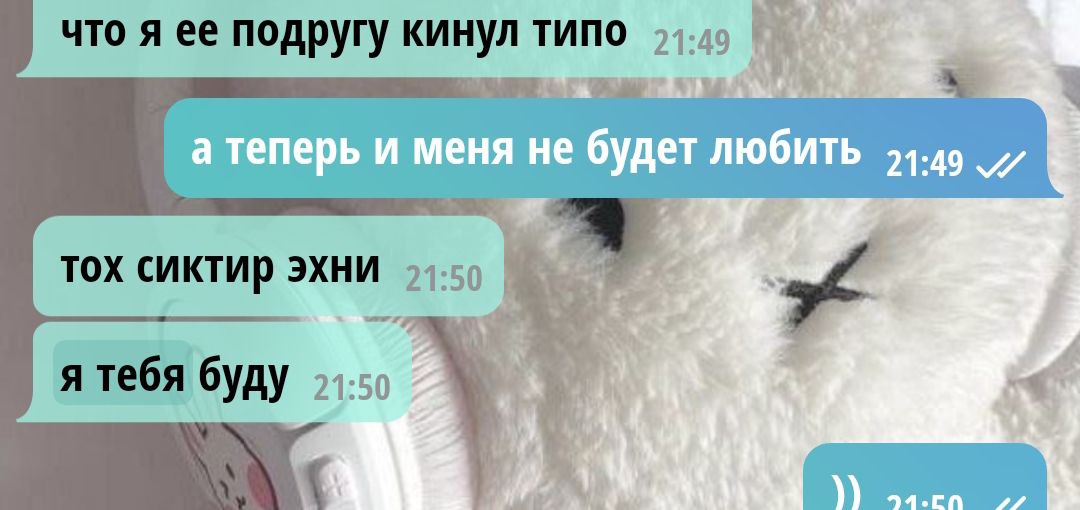 что я ее подругу кинул типо 21:49
а теперь и меня не будет любить 21:49
тох сиктир эхни 21:50
я тебя буду 21:50
)) 21:50